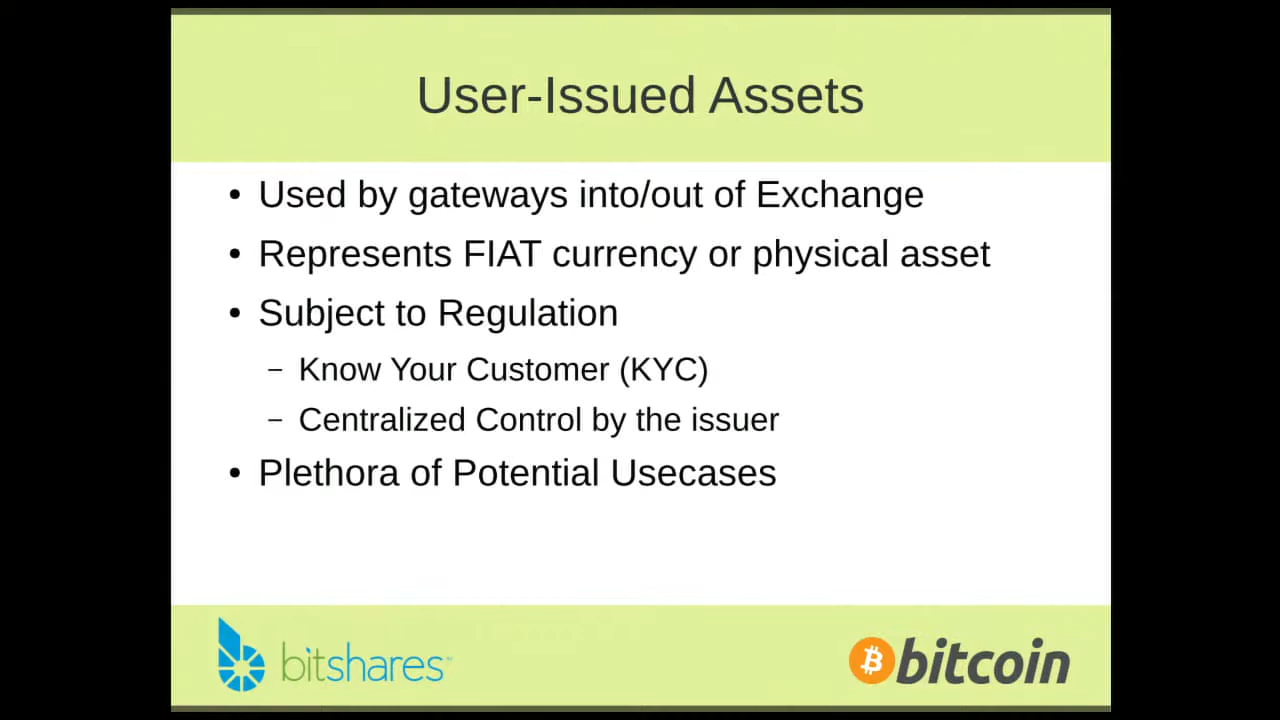 User-Issued Assets
• Used by gateways into/out of Exchange
• Represents FIAT currency or physical asset
• Subject to Regulation
– Know Your Customer (KYC)
– Centralized Control by the issuer
• Plethora of Potential Usecases
bitshares™
bitcoin